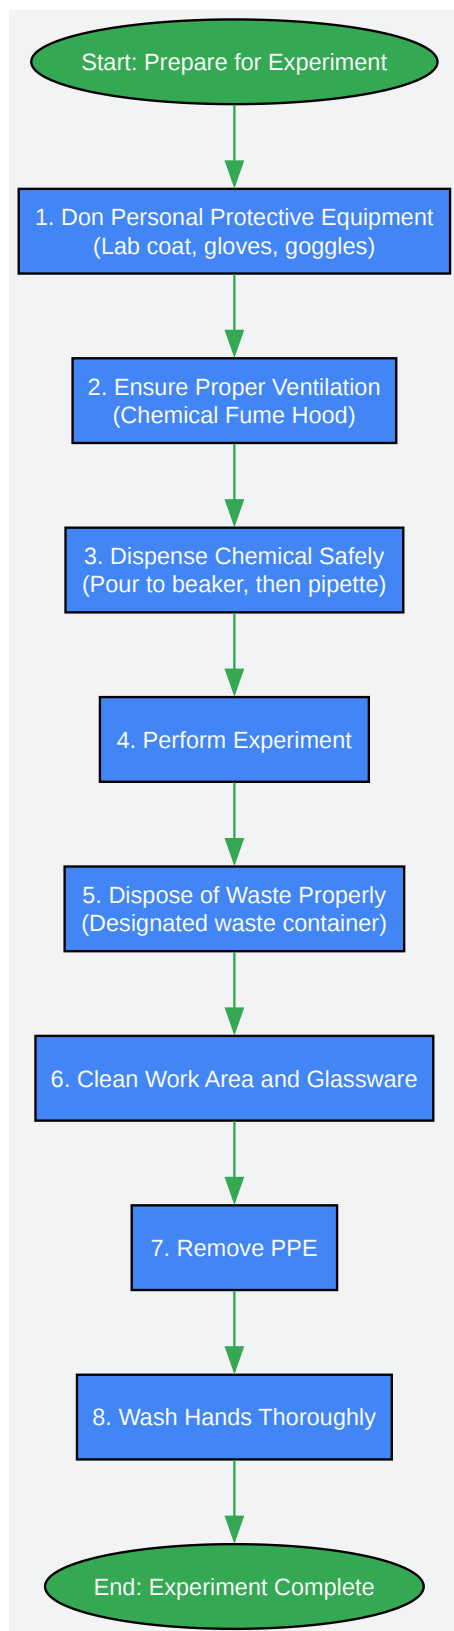 Start: Prepare for Experiment
1. Don Personal Protective Equipment
(Lab coat, gloves, goggles)
2. Ensure Proper Ventilation
(Chemical Fume Hood)
3. Dispense Chemical Safely
(Pour to beaker, then pipette)
4. Perform Experiment
5. Dispose of Waste Properly
(Designated waste container)
6. Clean Work Area and Glassware
7. Remove PPE
8. Wash Hands Thoroughly
End: Experiment Complete